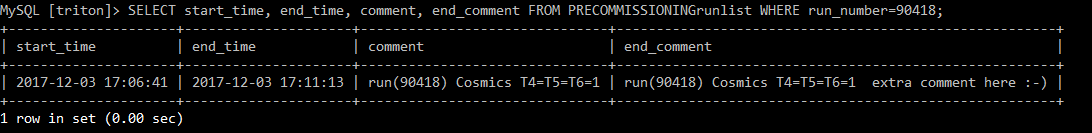 MySQL [triton]> SELECT start_time, end_time, comment, end_comment FROM PRECOMMISSIONINGrunlist WHERE run_number=90418;
+---------------------+---------------------+------------------------------+----------------------------------------------------+
| start_time          | end_time            | comment                      | end_comment                                        |
+---------------------+---------------------+------------------------------+----------------------------------------------------+
| 2017-12-03 17:06:41 | 2017-12-03 17:11:13 | run(90418) Cosmics T4=T5=T6=1 | run(90418) Cosmics T4=T5=T6=1  extra comment here :-) |
+---------------------+---------------------+------------------------------+----------------------------------------------------+
1 row in set (0.00 sec)